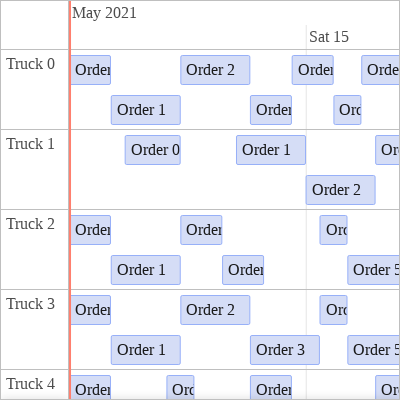 May 2021
Sat 15
Truck 0
Order
Order 2
Order
Orde
Order 1
Order
Orc
Truck 1
Order 0
Order 1
Or
Order 2
Truck 2
Order
Order
Orc
Order 1
Order
Order 5
Truck 3
Order
Order 2
Orc
Order 1
Order 3
Order 5
Truck 4
Order
Orc
Order
Or